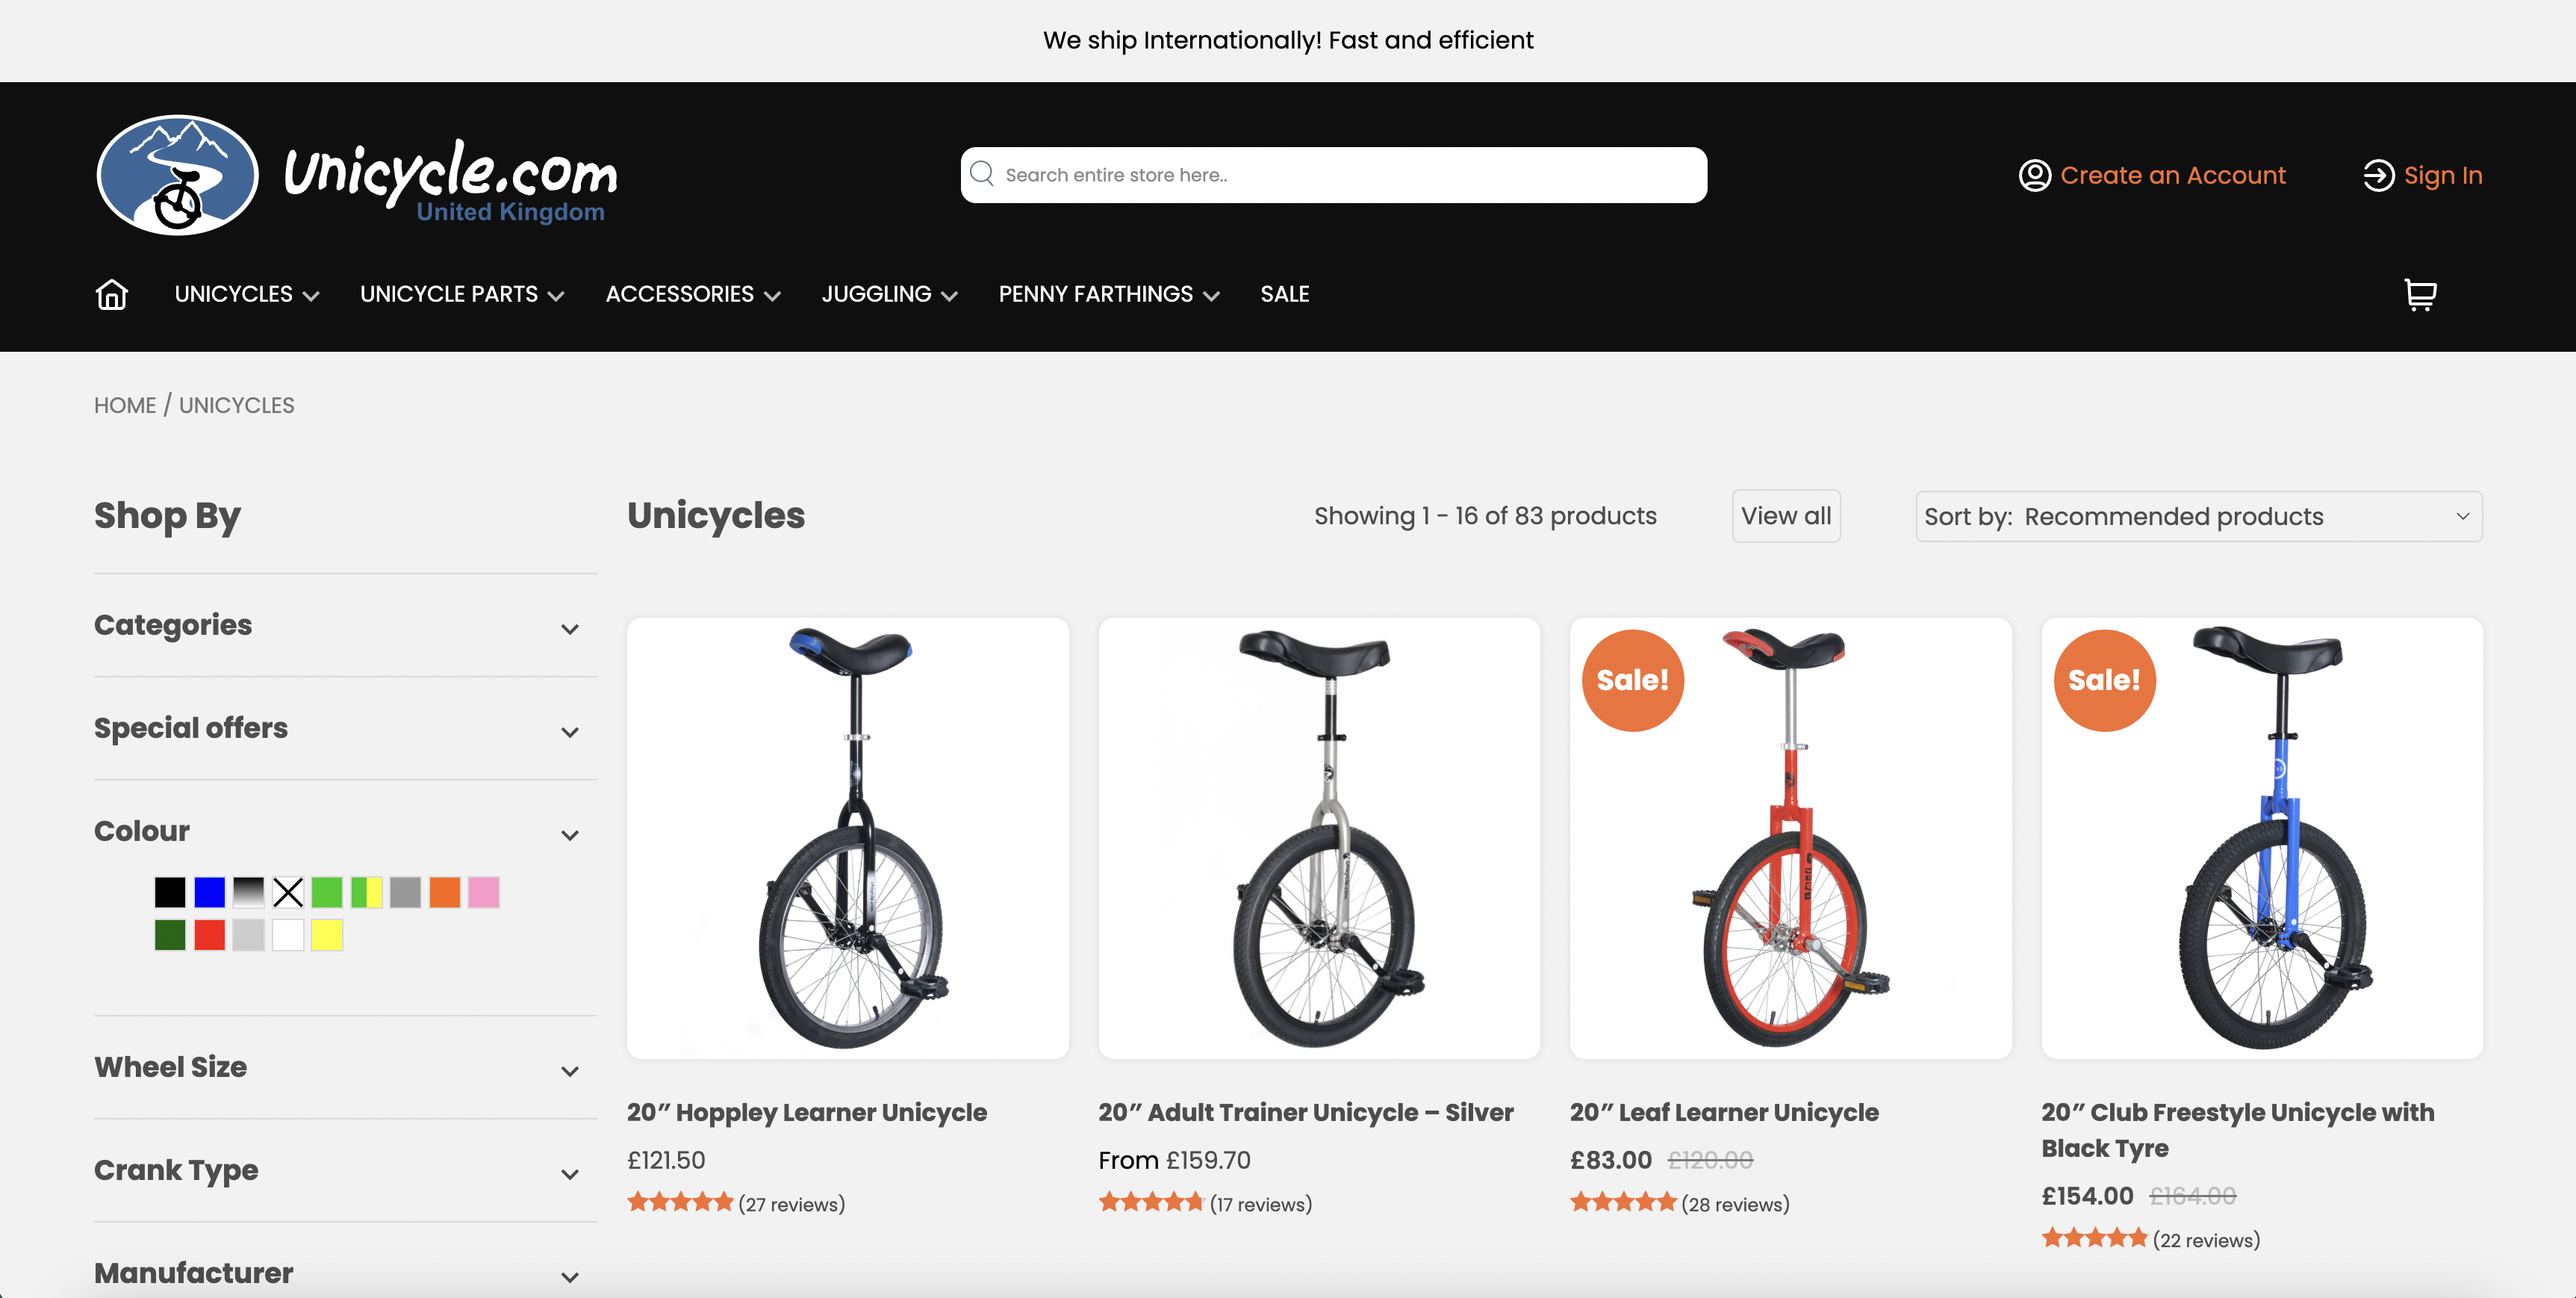 We ship Internationally! Fast and efficient
Unicycle.com
United Kingdom
Search entire store here..
Create an Account
Sign In
UNICYCLES
UNICYCLE PARTS
ACCESSORIES
JUGGLING
PENNY FARTHINGS
SALE
HOME / UNICYCLES
Shop By
Categories
Special offers
Colour
Wheel Size
Crank Type
Manufacturer
Unicycles
Showing 1 - 16 of 83 products
View all
Sort by: Recommended products
20″ Hoppley Learner Unicycle
£121.50
(27 reviews)
20″ Adult Trainer Unicycle – Silver
From £159.70
(17 reviews)
Sale!
20″ Leaf Learner Unicycle
£83.00 £120.00
(28 reviews)
Sale!
20″ Club Freestyle Unicycle with
Black Tyre
£154.00 £164.00
(22 reviews)